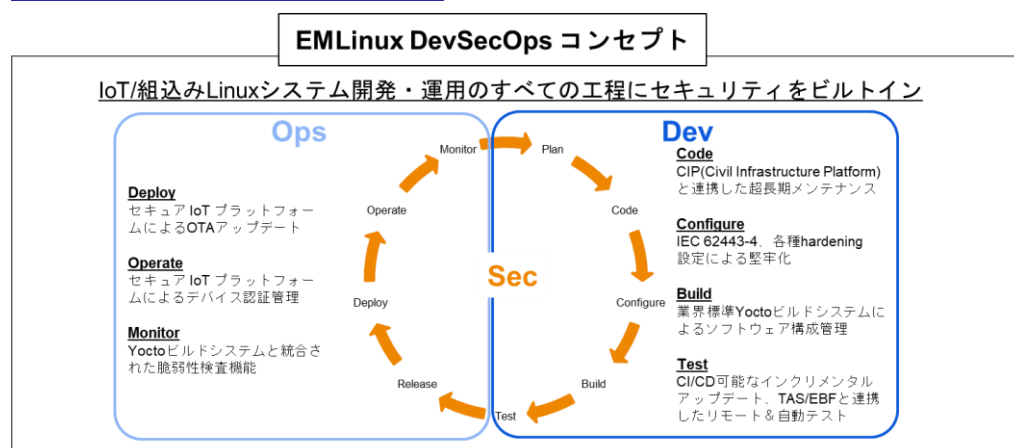 EMLinux DevSecOps コンセプト
IoT/組込みLinuxシステム開発・運用のすべての工程にセキュリティをビルトイン
Ops
Deploy
セキュア IoT プラットフォー
ムによるOTAアップデート
Operate
セキュア IoT プラットフォー
ムによるデバイス認証管理
Monitor
Yoctoビルドシステムと統合さ
れた脆弱性検査機能
Monitor
Plan
Operate
Code
Sec
Deploy
Configure
Release
Build
Test
Dev
Code
CIP(Civil Infrastructure Platform)
と連携した超長期メンテナンス
Configure
IEC 62443-4、各種hardening
設定による堅牢化
Build
業界標準Yoctoビルドシステムに
よるソフトウェア構成管理
Test
CI/CD可能なインクリメンタル
アップデート、TAS/EBFと連携
したリモート＆自動テスト